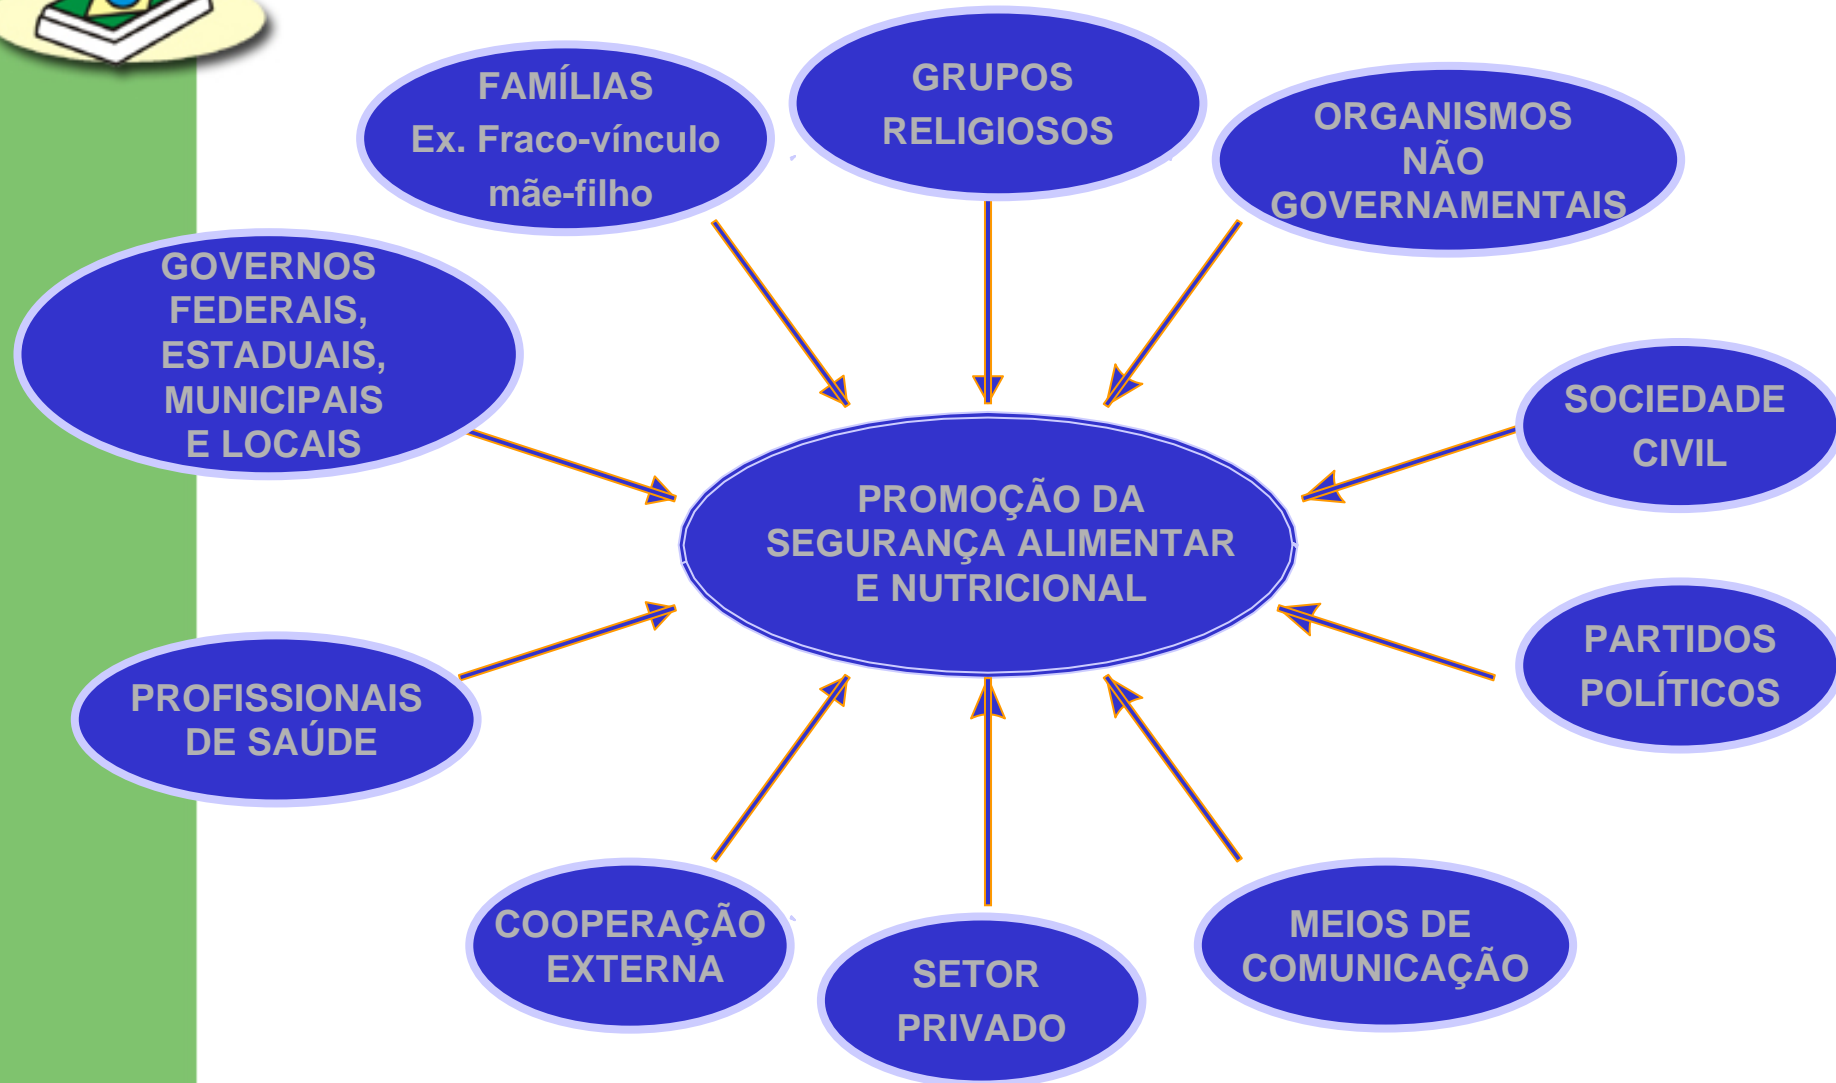 FAMÍLIAS
Ex. Fraco-vínculo
mãe-filho
GRUPOS
RELIGIOSOS
ORGANISMOS
NÃO
GOVERNAMENTAIS
GOVERNOS
FEDERAIS,
ESTADUAIS,
MUNICIPAIS
E LOCAIS
SOCIEDADE
CIVIL
PROMOÇÃO DA
SEGURANÇA ALIMENTAR
E NUTRICIONAL
PARTIDOS
POLÍTICOS
PROFISSIONAIS
DE SAÚDE
COOPERAÇÃO
EXTERNA
SETOR
PRIVADO
MEIOS DE
COMUNICAÇÃO